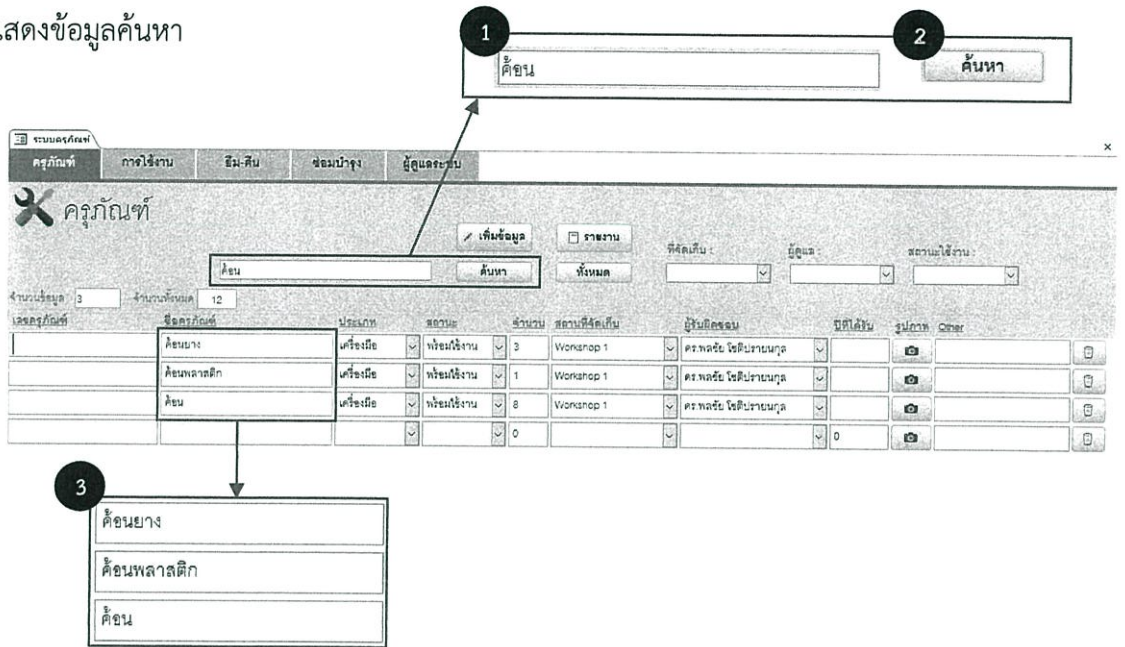 สดงข้อมูลค้นหา
1
2
ค้อน
ค้นหา
ระบบครุภัณฑ์
×
ครุภัณฑ์ การใช้งาน ยืม-คืน ซ่อมบำรุง ผู้ดูแลระบบ
ครุภัณฑ์
เพิ่มข้อมูล รายงาน
ที่จัดเก็บ : ผู้ดูแล : สถานะใช้งาน :
ค้อน ค้นหา ทั้งหมด
จำนวนข้อมูล 3 จำนวนทั้งหมด 12
เลขครุภัณฑ์ ชื่อครุภัณฑ์ ประเภท สถานะ จำนวน สถานที่จัดเก็บ ผู้รับผิดชอบ ปีที่ได้รับ รูปภาพ Other
ค้อนยาง เครื่องมือ พร้อมใช้งาน 3 Workshop 1 ดร.พลชัย โชติปรายนกุล
ค้อนพลาสติก เครื่องมือ พร้อมใช้งาน 1 Workshop 1 ดร.พลชัย โชติปรายนกุล
ค้อน เครื่องมือ พร้อมใช้งาน 8 Workshop 1 ดร.พลชัย โชติปรายนกุล
0 0
3
ค้อนยาง
ค้อนพลาสติก
ค้อน